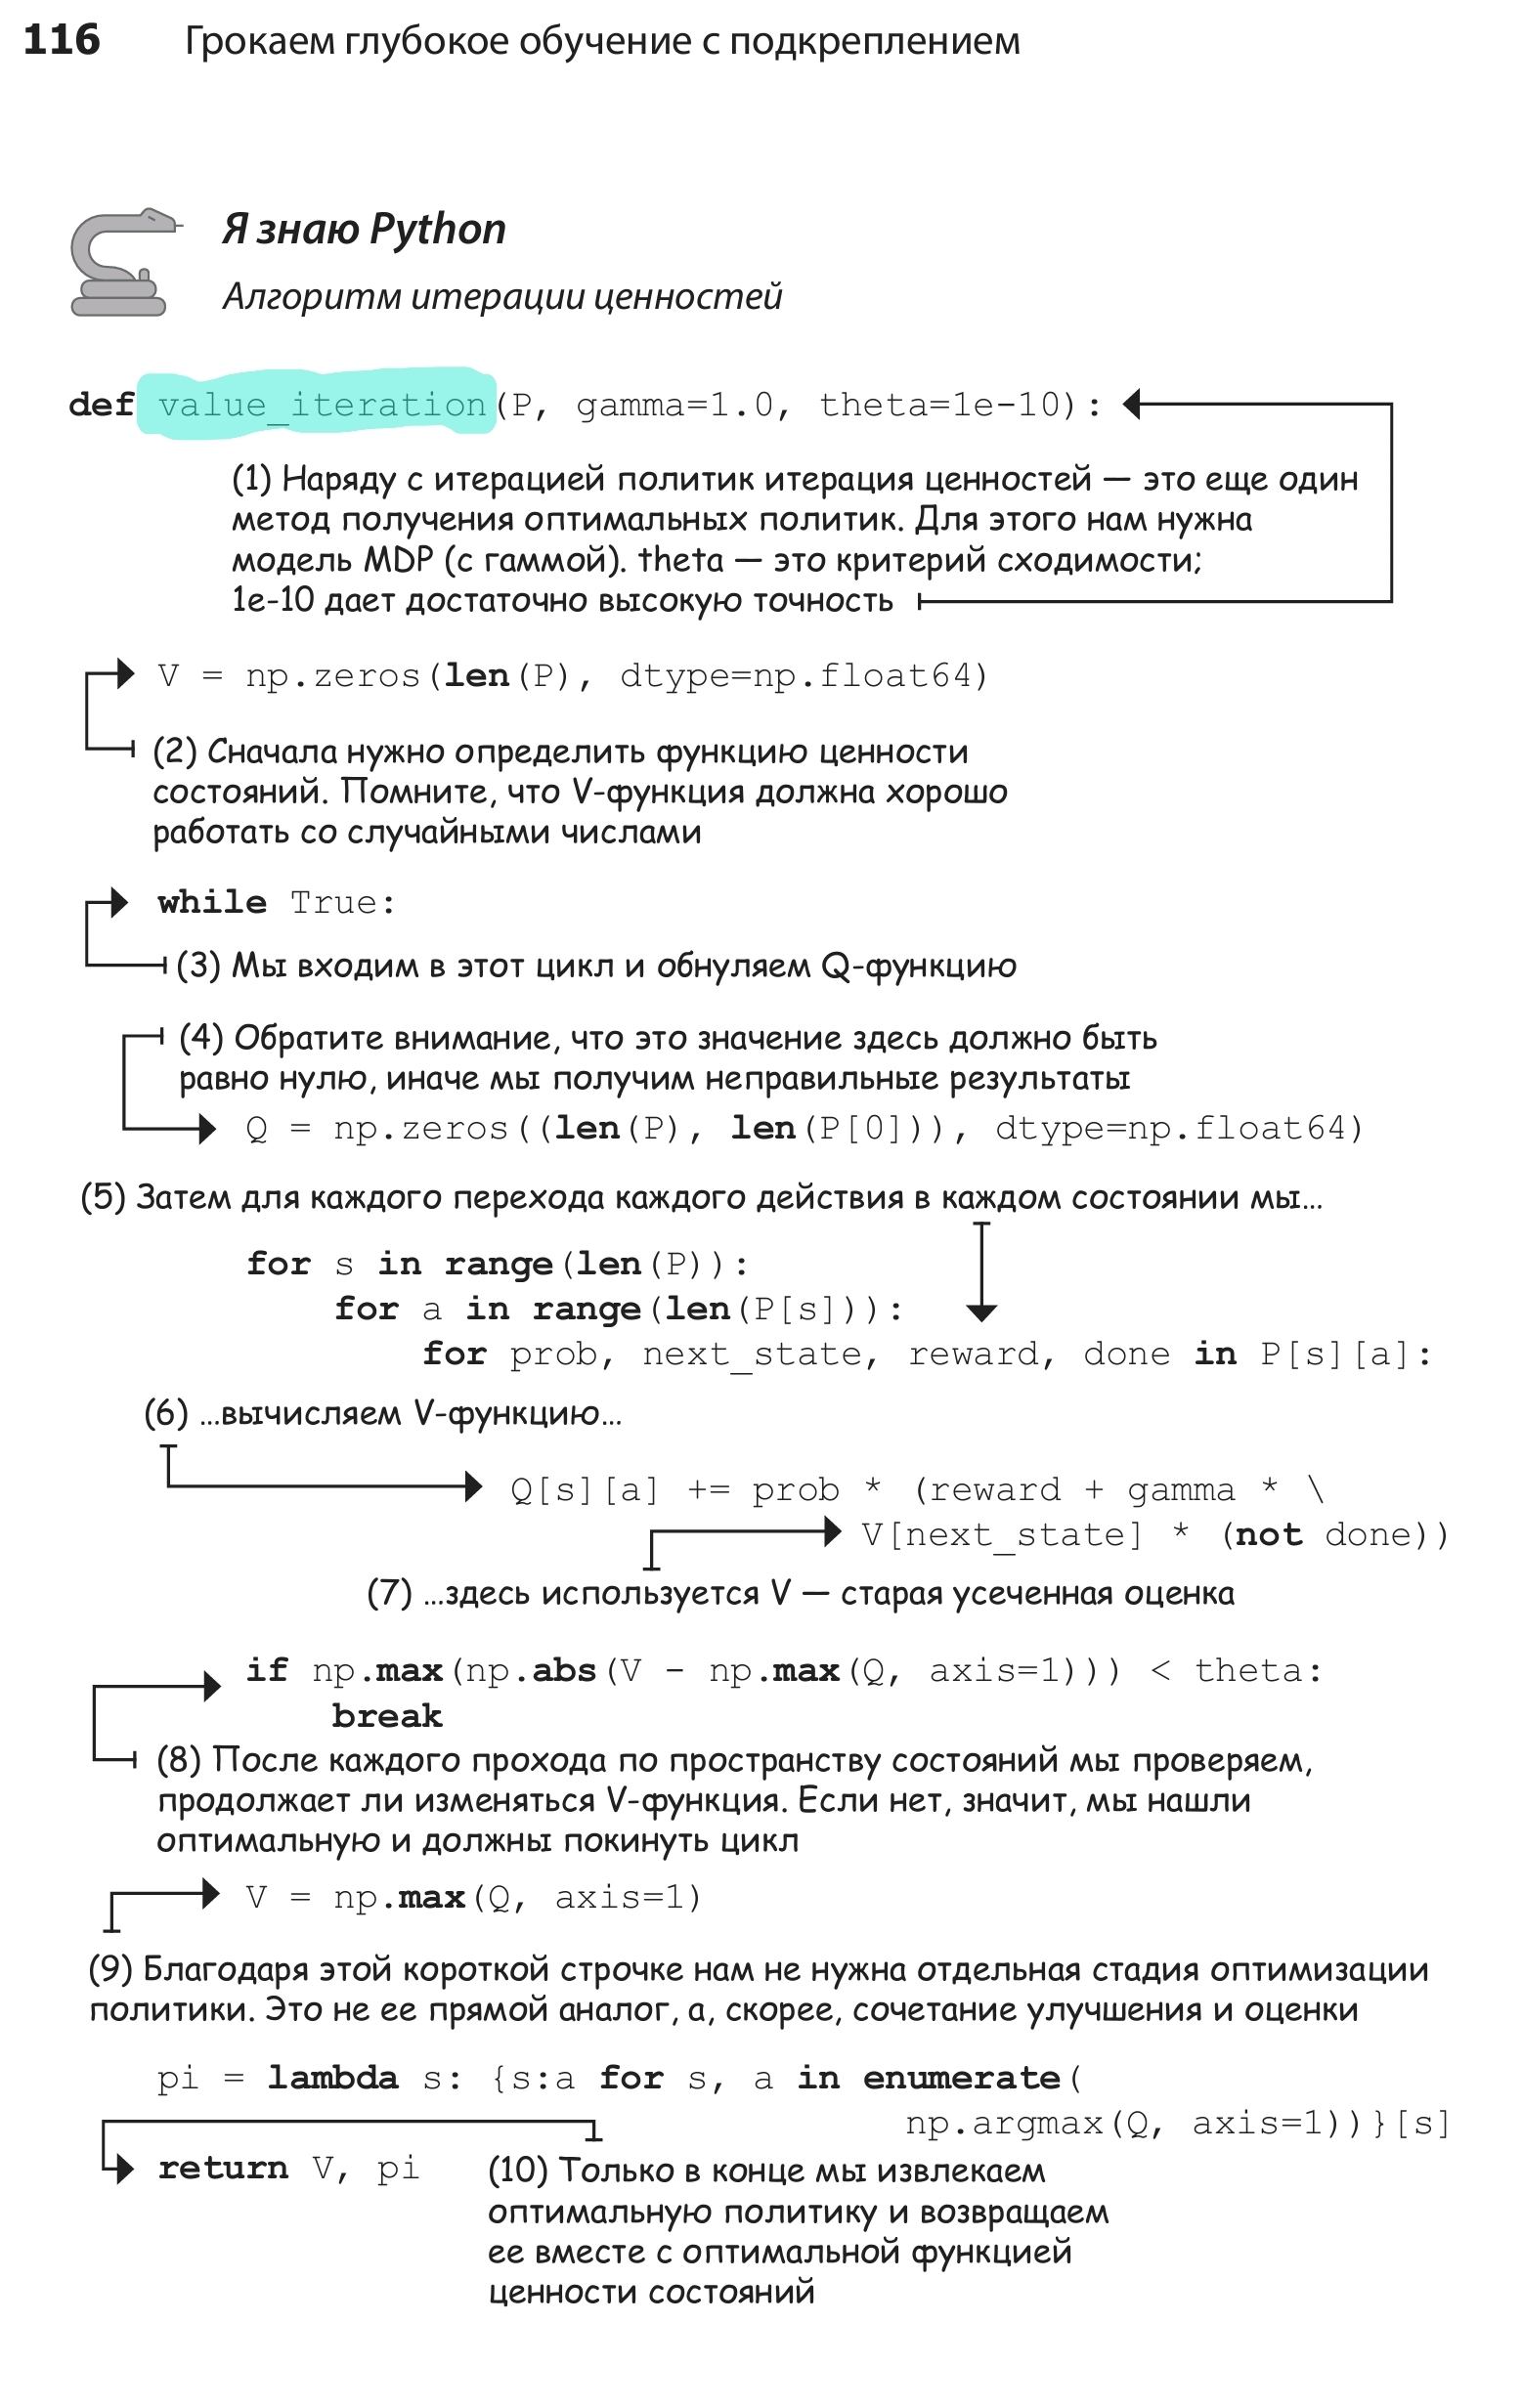 116 Грокаем глубокое обучение с подкреплением
Я знаю Python
Алгоритм итерации ценностей
def value_iteration(P, gamma=1.0, theta=1e-10):
(1) Наряду с итерацией политик итерация ценностей — это еще один
метод получения оптимальных политик. Для этого нам нужна
модель MDP (с гаммой). theta — это критерий сходимости;
1e-10 дает достаточно высокую точность
V = np.zeros(len(P), dtype=np.float64)
(2) Сначала нужно определить функцию ценности
состояний. Помните, что V-функция должна хорошо
работать со случайными числами
while True:
(3) Мы входим в этот цикл и обнуляем Q-функцию
(4) Обратите внимание, что это значение здесь должно быть
равно нулю, иначе мы получим неправильные результаты
Q = np.zeros((len(P), len(P[0])), dtype=np.float64)
(5) Затем для каждого перехода каждого действия в каждом состоянии мы...
for s in range(len(P)):
for a in range(len(P[s])):
for prob, next_state, reward, done in P[s][a]:
(6) ...вычисляем V-функцию...
Q[s][a] += prob * (reward + gamma * \
V[next_state] * (not done))
(7) ...здесь используется V — старая усеченная оценка
if np.max(np.abs(V - np.max(Q, axis=1))) < theta:
break
(8) После каждого прохода по пространству состояний мы проверяем,
продолжает ли изменяться V-функция. Если нет, значит, мы нашли
оптимальную и должны покинуть цикл
V = np.max(Q, axis=1)
(9) Благодаря этой короткой строчке нам не нужна отдельная стадия оптимизации
политики. Это не ее прямой аналог, а, скорее, сочетание улучшения и оценки
pi = lambda s: {s:a for s, a in enumerate(
np.argmax(Q, axis=1))}[s]
return V, pi
(10) Только в конце мы извлекаем
оптимальную политику и возвращаем
ее вместе с оптимальной функцией
ценности состояний